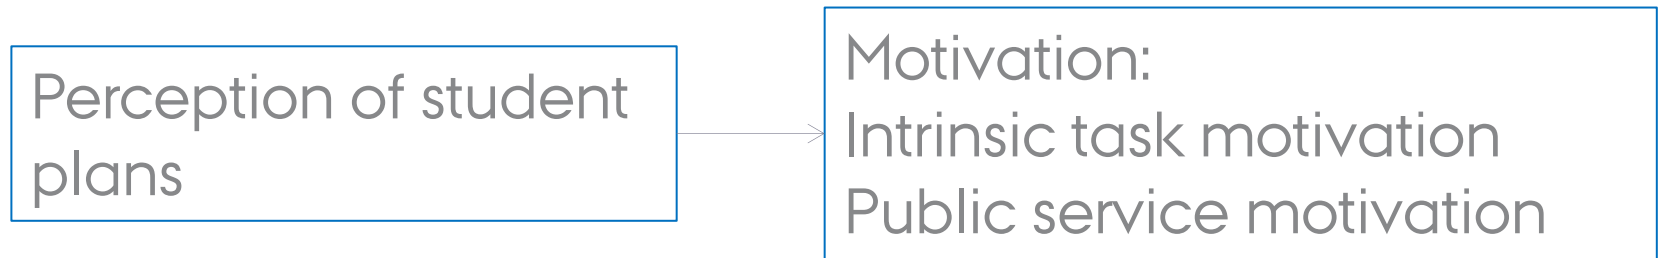 Perception of student
plans
Motivation:
Intrinsic task motivation
Public service motivation